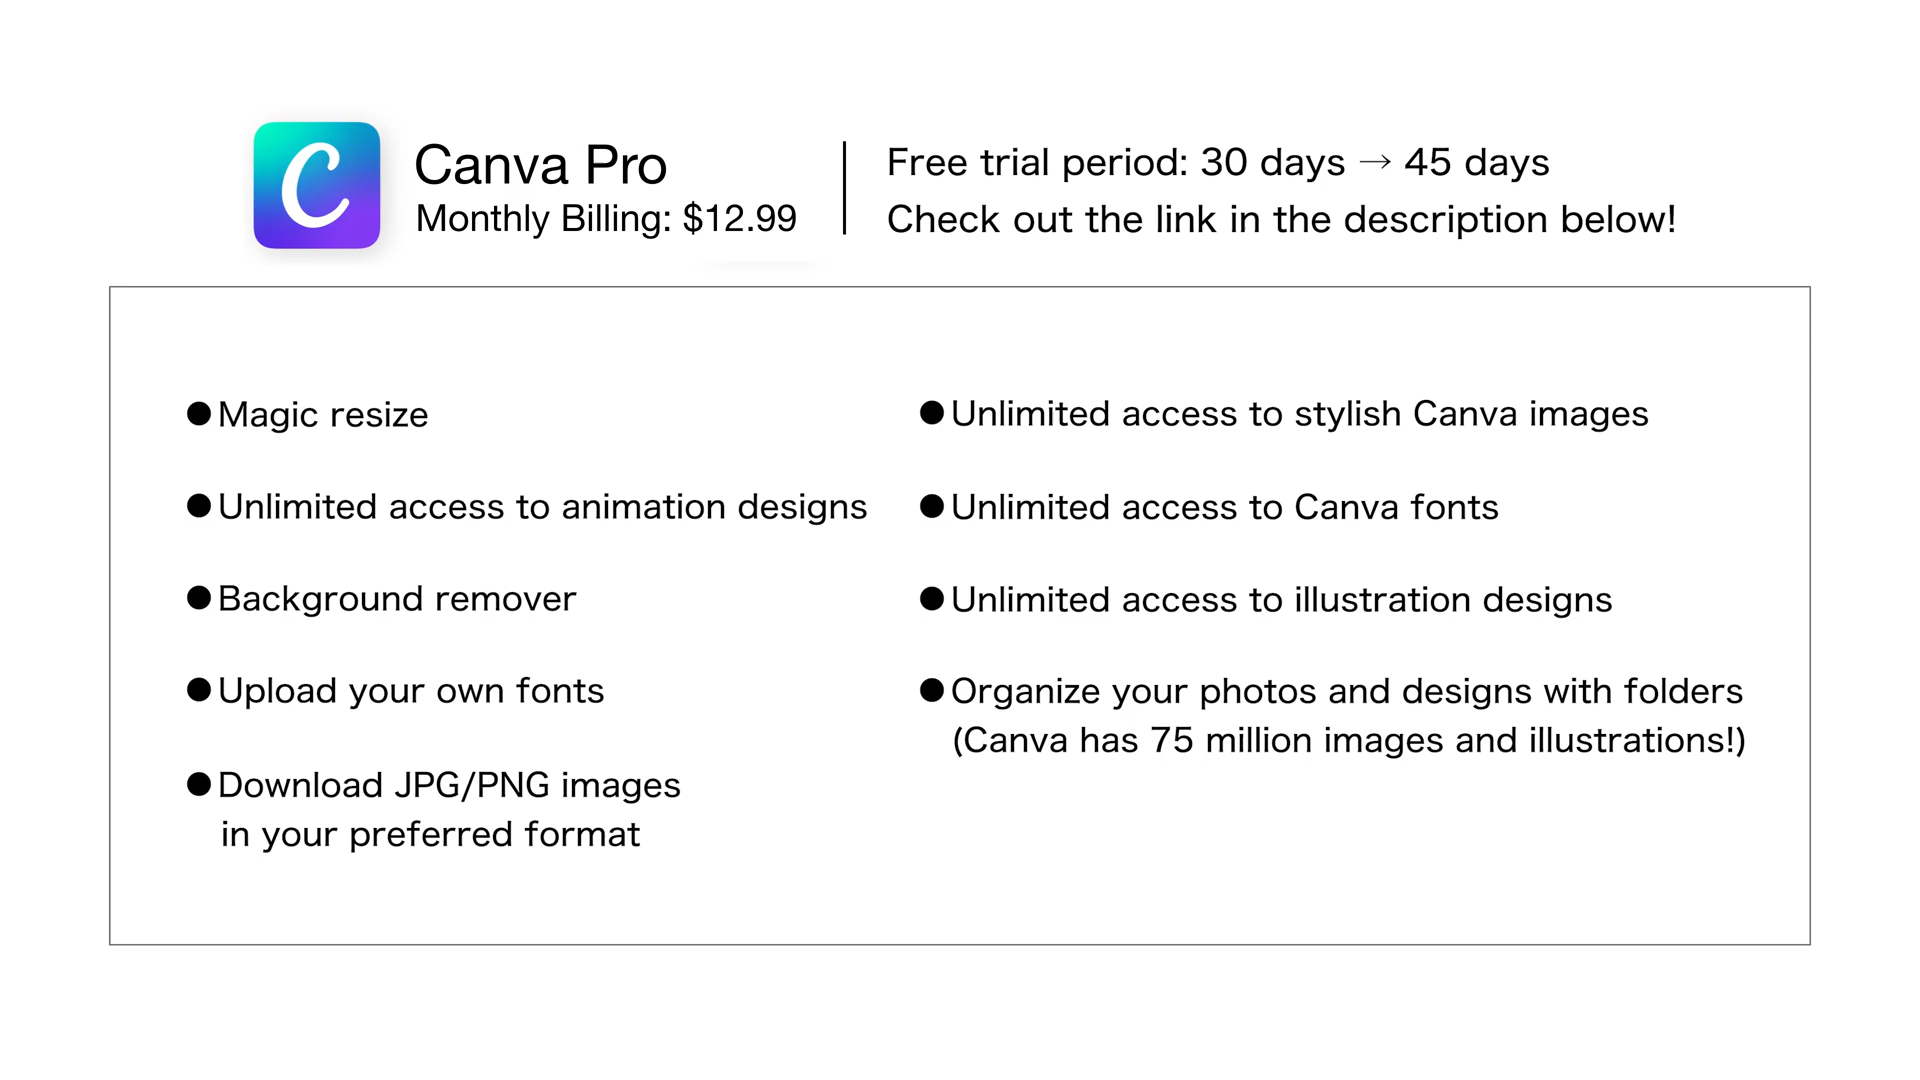 C
Canva Pro
Monthly Billing: $12.99
Free trial period: 30 days → 45 days
Check out the link in the description below!
●Magic resize
●Unlimited access to animation designs
●Background remover
●Upload your own fonts
●Download JPG/PNG images
in your preferred format
●Unlimited access to stylish Canva images
●Unlimited access to Canva fonts
●Unlimited access to illustration designs
●Organize your photos and designs with folders
(Canva has 75 million images and illustrations!)